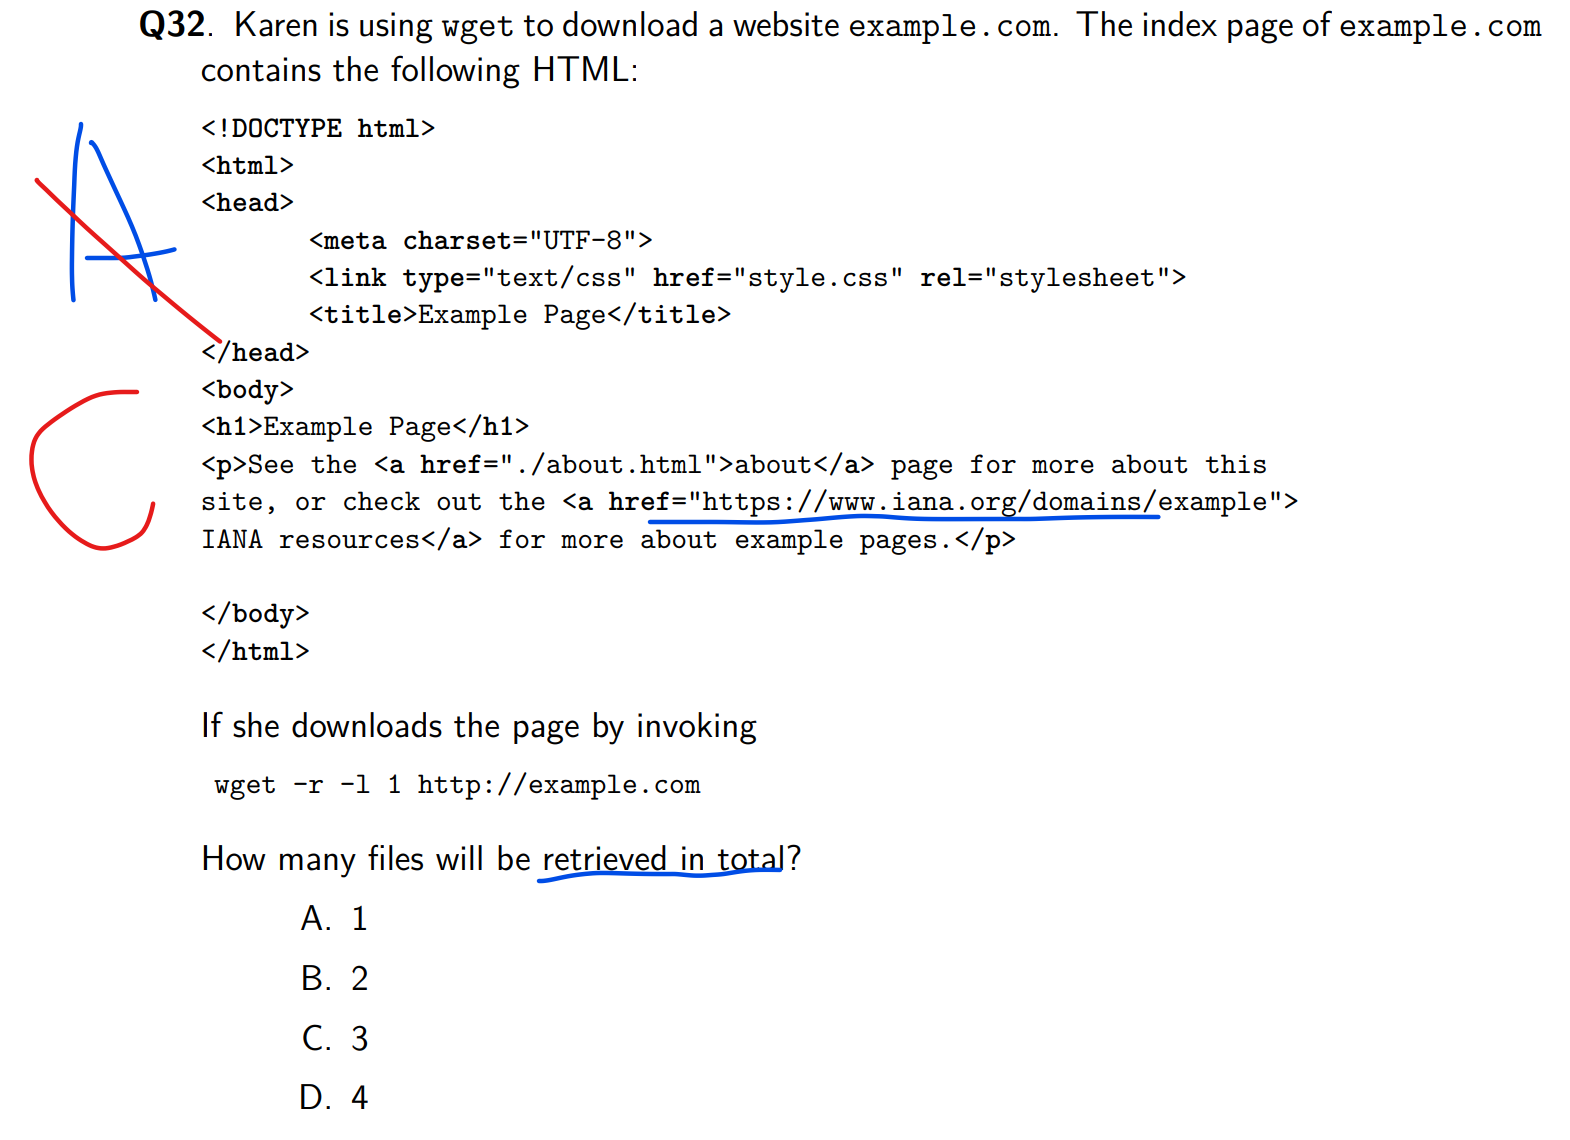 Q32. Karen is using wget to download a website example.com. The index page of example.com
contains the following HTML:
<!DOCTYPE html>
<html>
<head>
<meta charset="UTF-8">
<link type="text/css" href="style.css" rel="stylesheet">
<title>Example Page</title>
</head>
<body>
<h1>Example Page</h1>
<p>See the <a href="./about.html">about</a> page for more about this
site, or check out the <a href="https://www.iana.org/domains/example">
IANA resources</a> for more about example pages.</p>
</body>
</html>
A
C
If she downloads the page by invoking
wget -r -l 1 http://example.com
How many files will be retrieved in total?
A. 1
B. 2
C. 3
D. 4